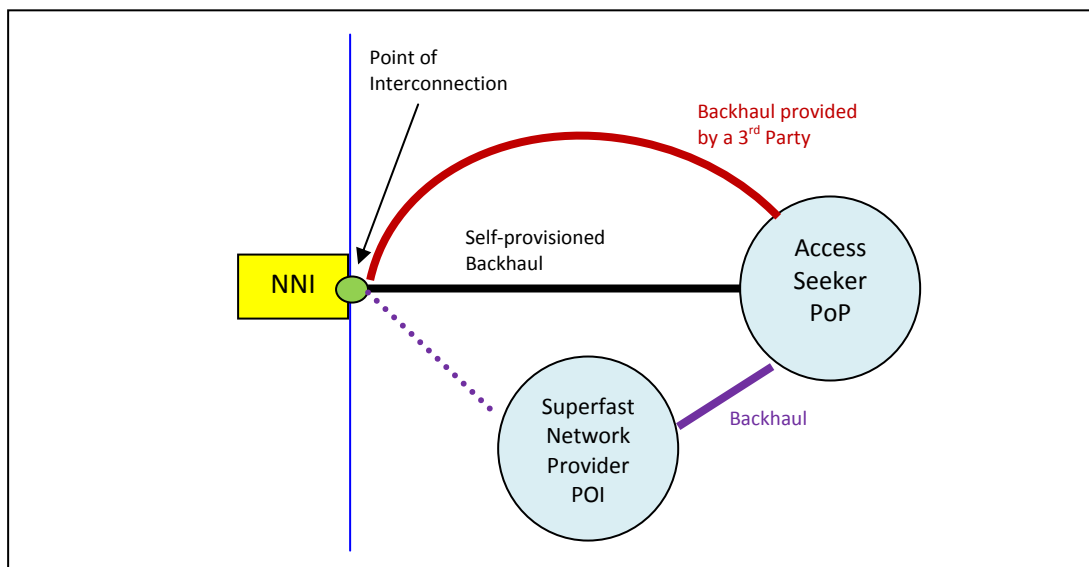 Point of
Interconnection
Backhaul provided
by a 3rd Party
Self-provisioned
Backhaul
NNI
Access
Seeker
PoP
Superfast
Network
Provider
POI
Backhaul